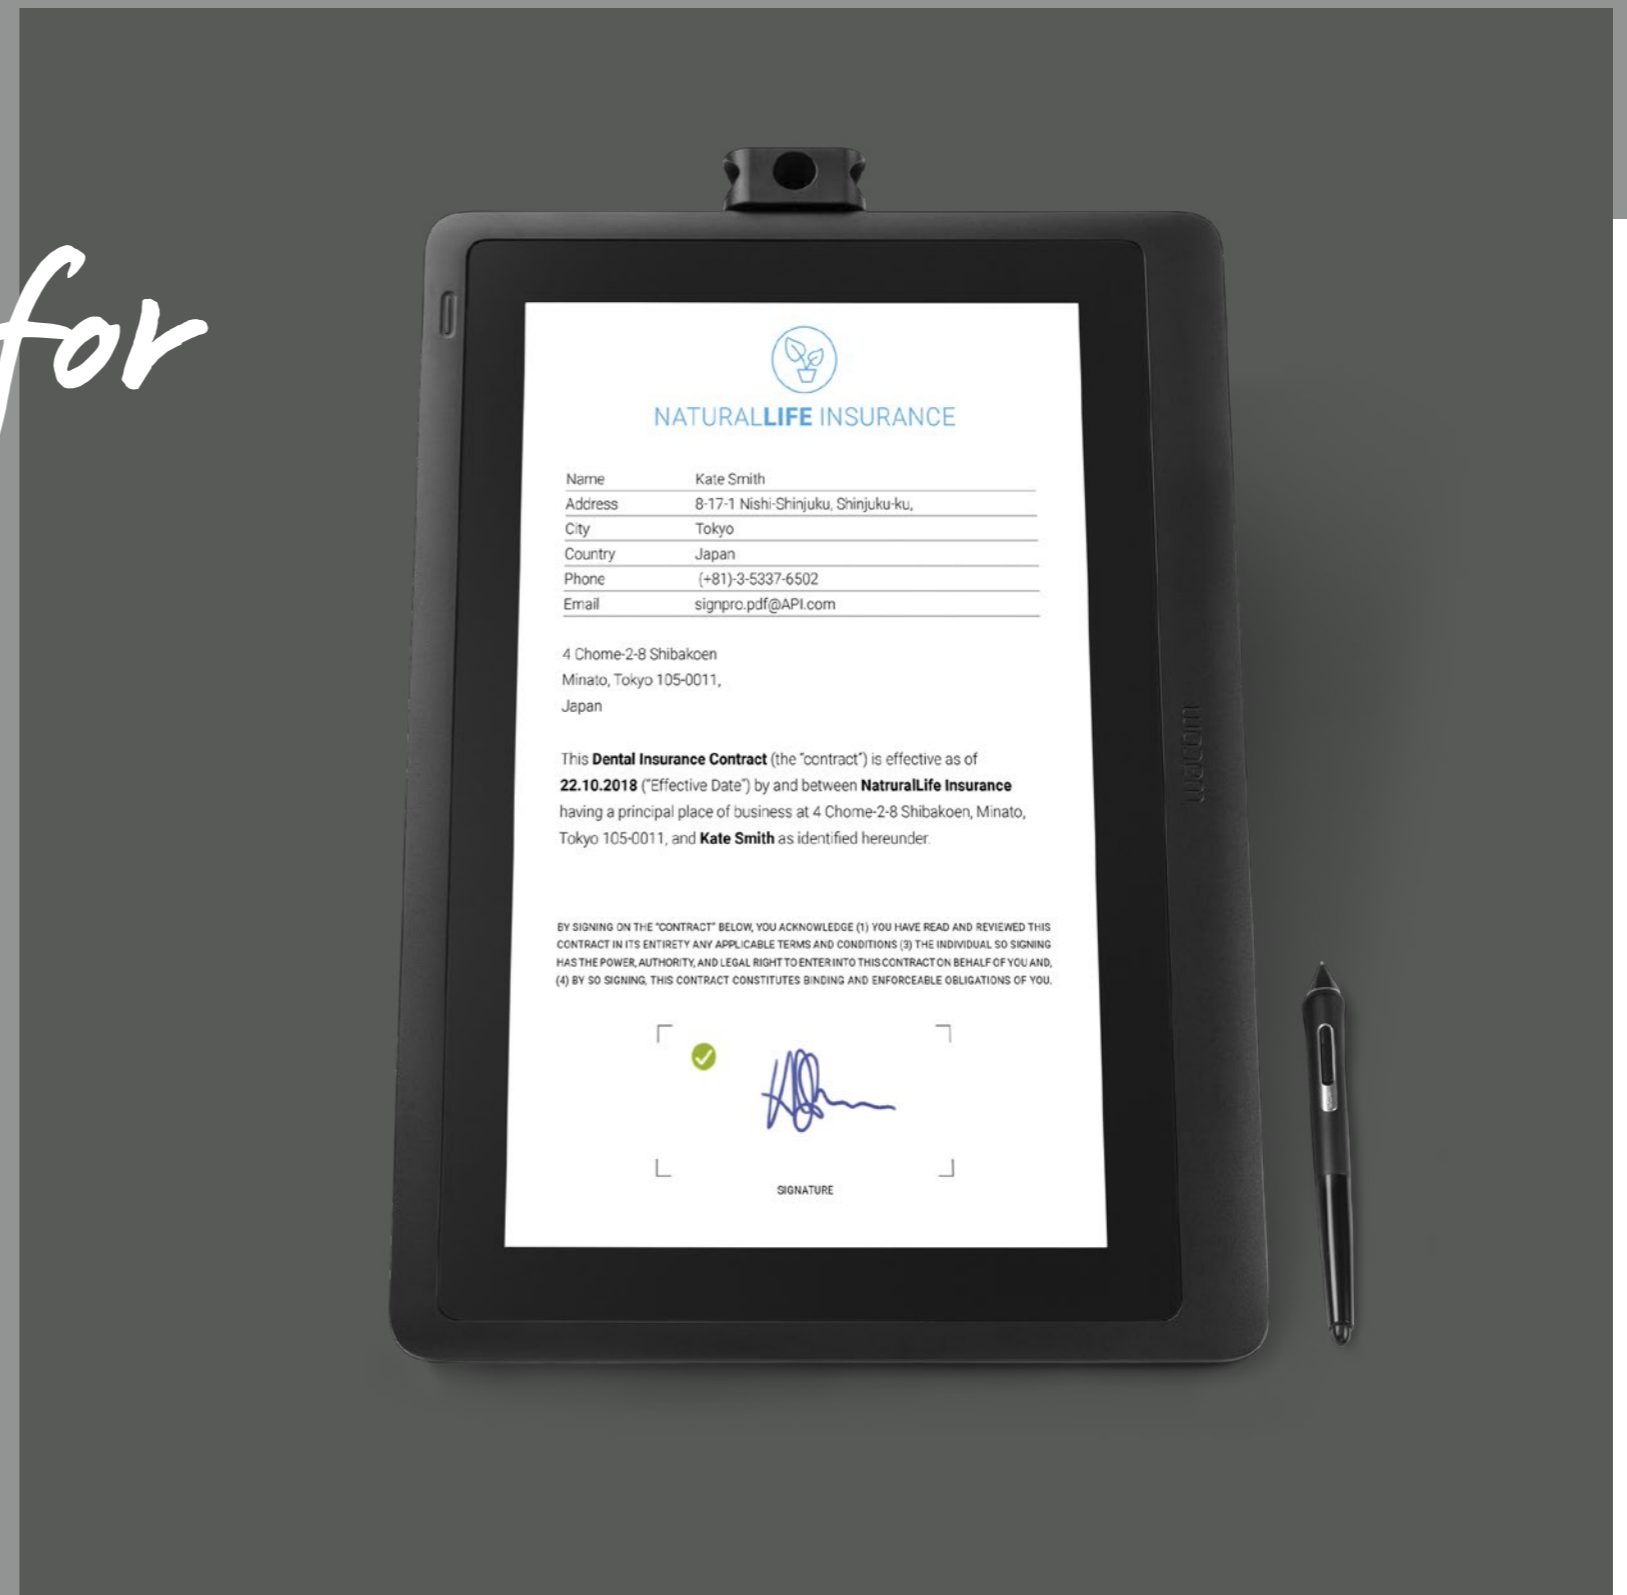 for
NATURALLIFE INSURANCE
Name Kate Smith
Address 8-17-1 Nishi-Shinjuku, Shinjuku-ku,
City Tokyo
Country Japan
Phone (+81)-3-5337-6502
Email signpro.pdf@API.com
4 Chome-2-8 Shibakoen
Minato, Tokyo 105-0011,
Japan
This Dental Insurance Contract (the "contract") is effective as of
22.10.2018 ("Effective Date") by and between NatruralLife Insurance
having a principal place of business at 4 Chome-2-8 Shibakoen, Minato,
Tokyo 105-0011, and Kate Smith as identified hereunder.
BY SIGNING ON THE "CONTRACT" BELOW, YOU ACKNOWLEDGE (1) YOU HAVE READ AND REVIEWED THIS
CONTRACT IN ITS ENTIRETY ANY APPLICABLE TERMS AND CONDITIONS (3) THE INDIVIDUAL SO SIGNING
HAS THE POWER, AUTHORITY, AND LEGAL RIGHT TO ENTER INTO THIS CONTRACT ON BEHALF OF YOU AND,
(4) BY SO SIGNING, THIS CONTRACT CONSTITUTES BINDING AND ENFORCEABLE OBLIGATIONS OF YOU.
SIGNATURE
wacom